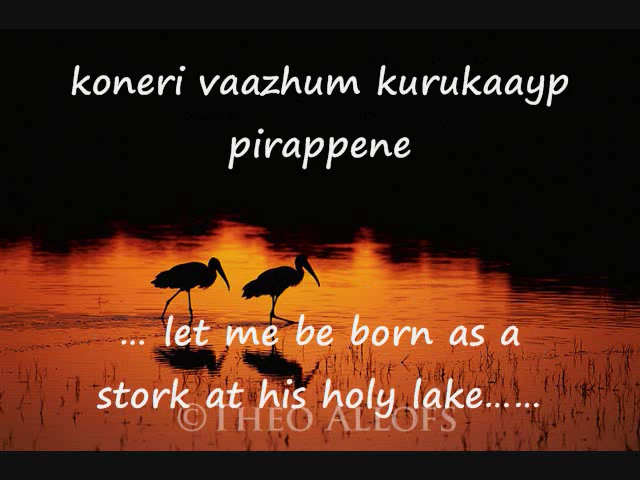 koneri vaazhum kurukaayp
pirappene
... let me be born as a
stork at his holy lake......
©THEO ALLOFS